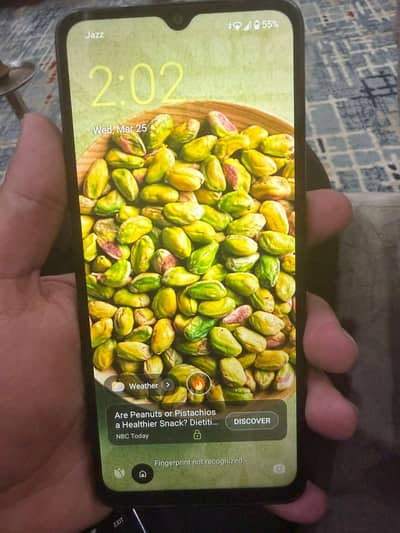 Jazz
55%
2:02
Wed, Mar 25
Weather
Are Peanuts or Pistachios
a Healthier Snack? Dietiti...
DISCOVER
NBC Today
Fingerprint not recognized
EXIT